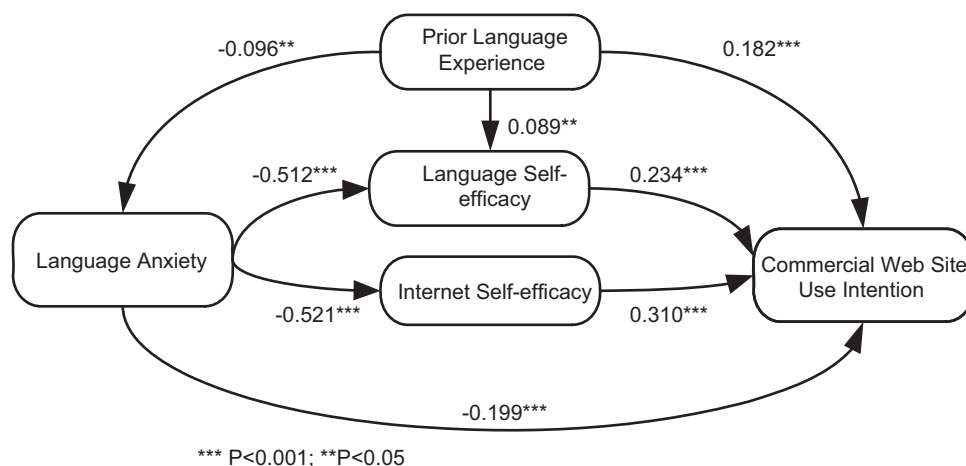 -0.096**
Prior Language
Experience
0.182***
0.089**
-0.512***
Language Self-
efficacy
0.234***
Language Anxiety
Commercial Web Site
Use Intention
Internet Self-efficacy
-0.521***
0.310***
-0.199***
*** P<0.001; **P<0.05